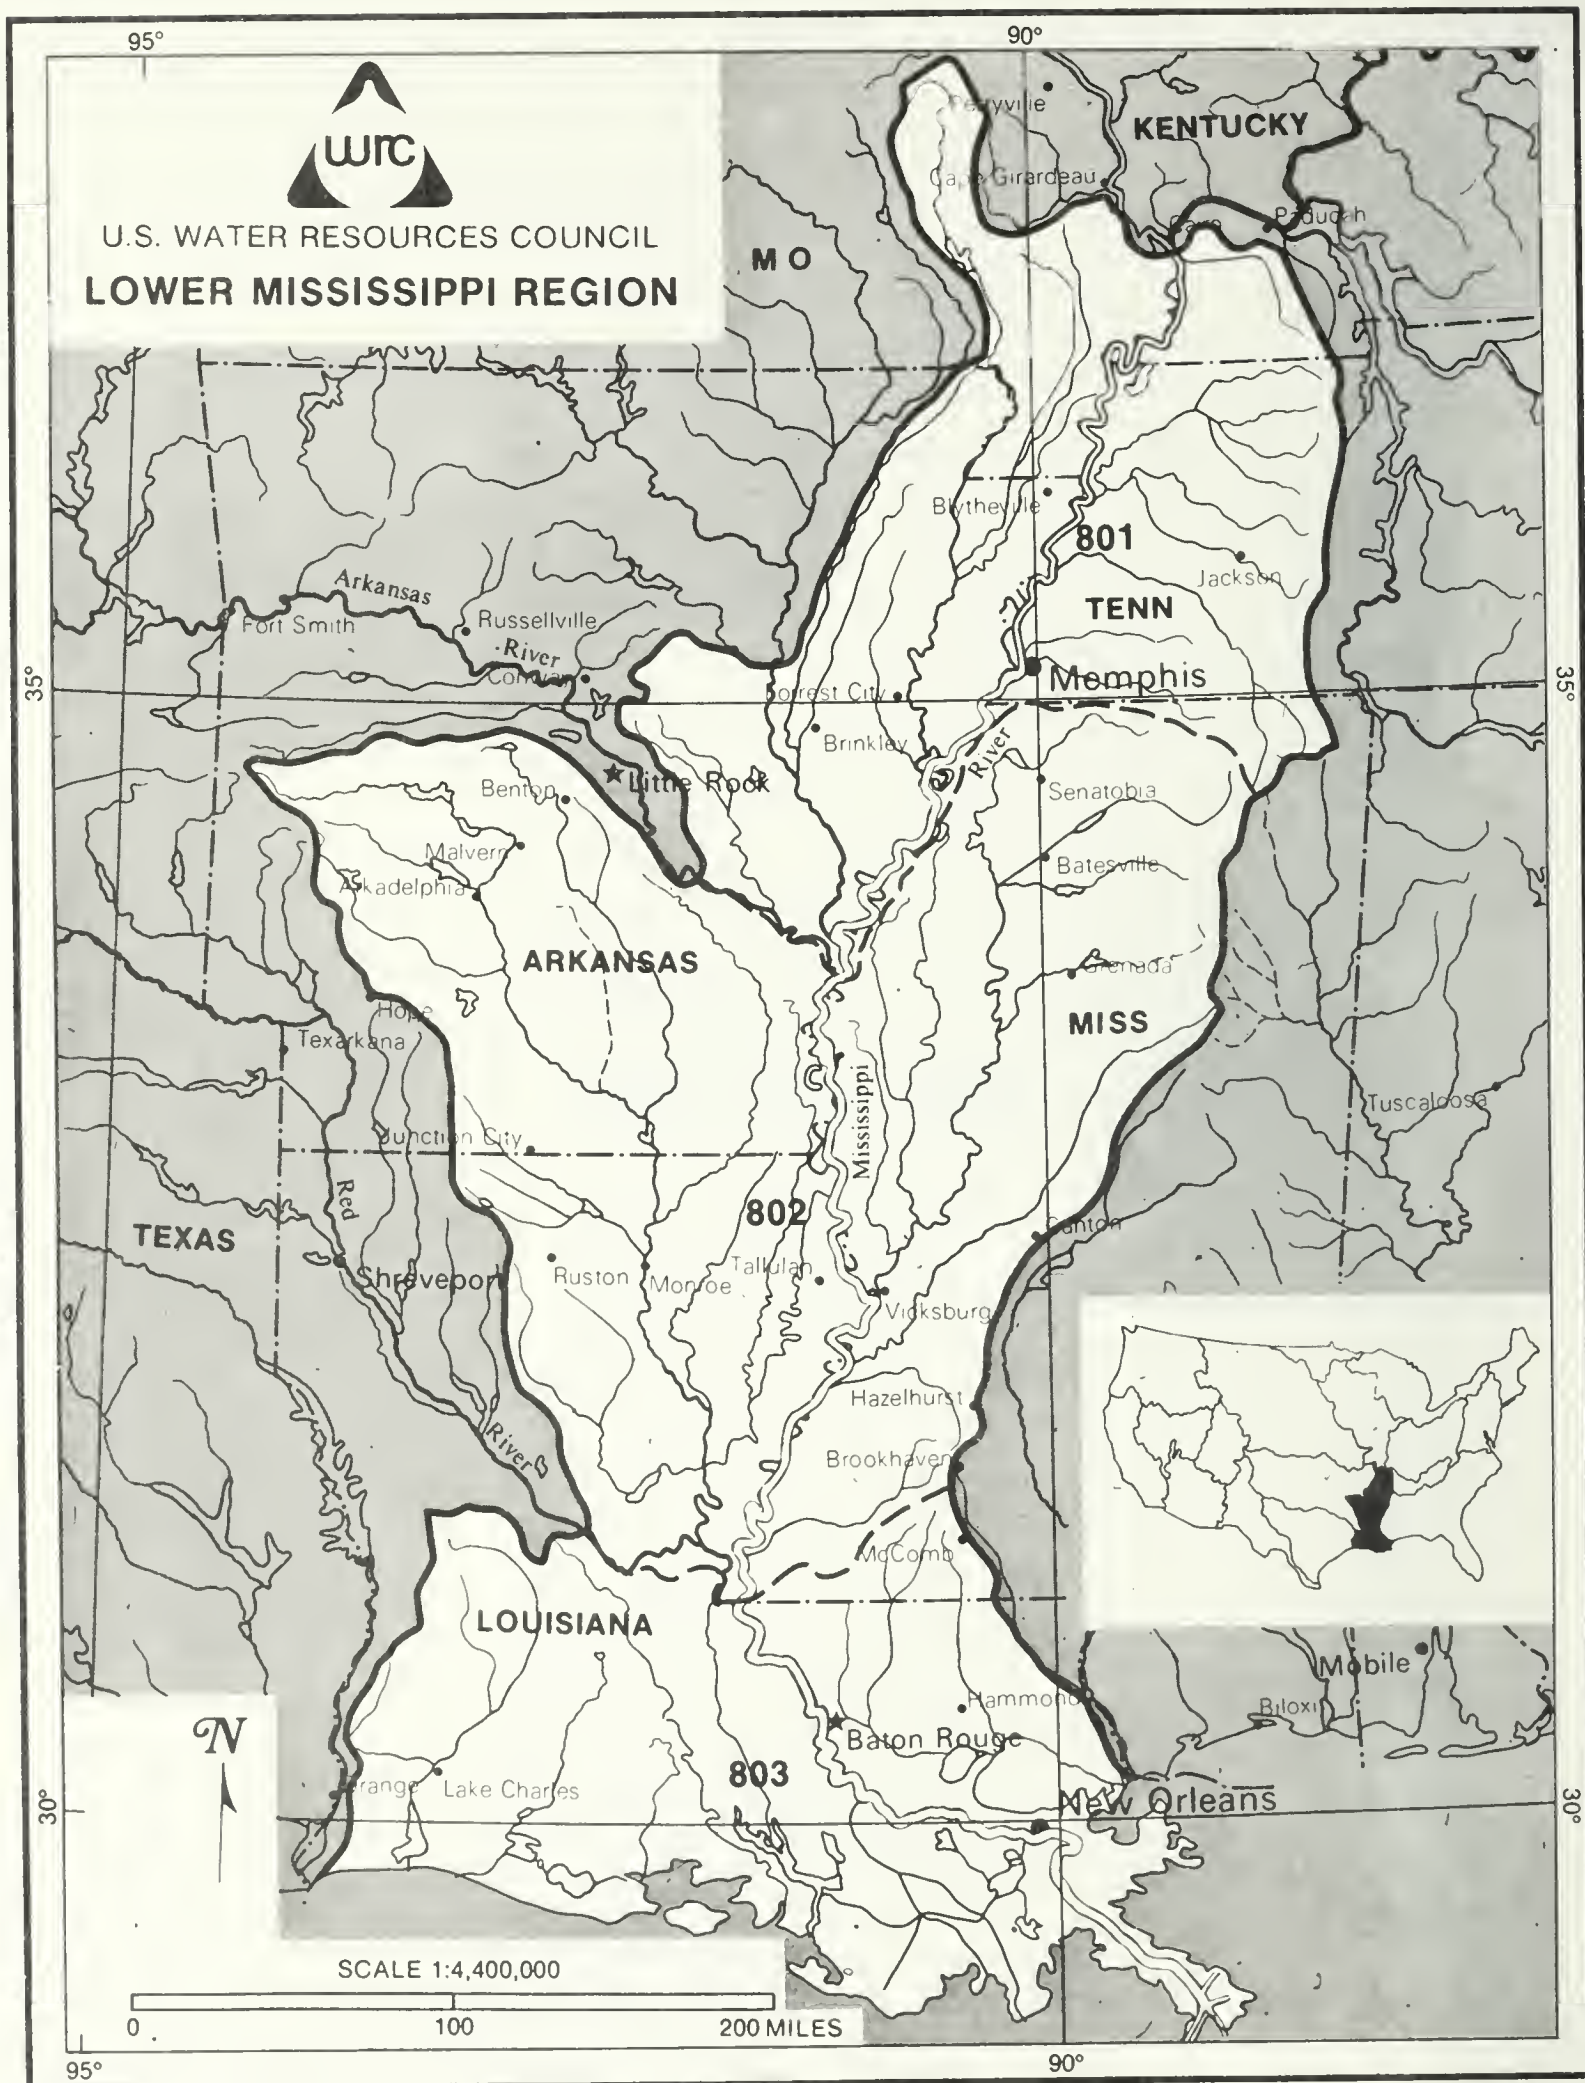 95°
90°
wrc
U.S. WATER RESOURCES COUNCIL
LOWER MISSISSIPPI REGION
Perryville
KENTUCKY
Cape Girardeau
Cairo
Paducah
MO
Blytheville
801
Jackson
Arkansas
River
Fort Smith
Russellville
TENN
Conway
Memphis
35°
35°
Forrest City
Brinkley
River
Little Rock
Benton
Senatobia
Malvern
Batesville
Arkadelphia
ARKANSAS
Grenada
Hope
MISS
Texarkana
Mississippi
Tuscaloosa
Junction City
Red
802
TEXAS
Canton
Shreveport
Ruston
Monroe
Tallulah
Vicksburg
Hazelhurst
River
Brookhaven
McComb
LOUISIANA
Mobile
N
Hammond
Biloxi
Baton Rouge
Orange
Lake Charles
803
New Orleans
30°
30°
SCALE 1:4,400,000
0
100
200 MILES
95°
90°